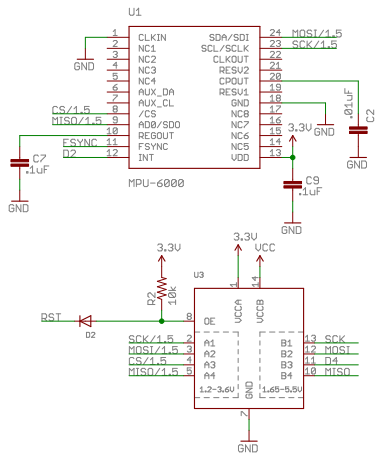 U1
1 CLKIN SDA/SDI 24 MOSI/1.5
2 NC1 SCL/SCLK 23 SCK/1.5
3 NC2 CLKOUT 22
4 NC3 RESV2 21
5 NC4 CPOUT 20
6 AUX_DA RESV1 19
7 AUX_CL GND 18
CS/1.5 8 /CS NC8 17
MISO/1.5 9 AD0/SDO NC7 16
10 REGOUT NC6 15
FSYNC 11 FSYNC NC5 14
D2 12 INT VDD 13
MPU-6000
GND
C7
.1uF
GND
.01uF
C2
GND
GND
3.3V
C9
.1uF
GND
3.3V
3.3V
VCC
R2
10k
U3
1
14
VCCA
VCCB
RST
D2
8 OE
SCK/1.5 2 A1 B1 13 SCK
MOSI/1.5 3 A2 B2 12 MOSI
CS/1.5 4 A3 B3 11 D4
MISO/1.5 5 A4 B4 10 MISO
1.2-3.6V
1.65-5.5V
GND
7
GND